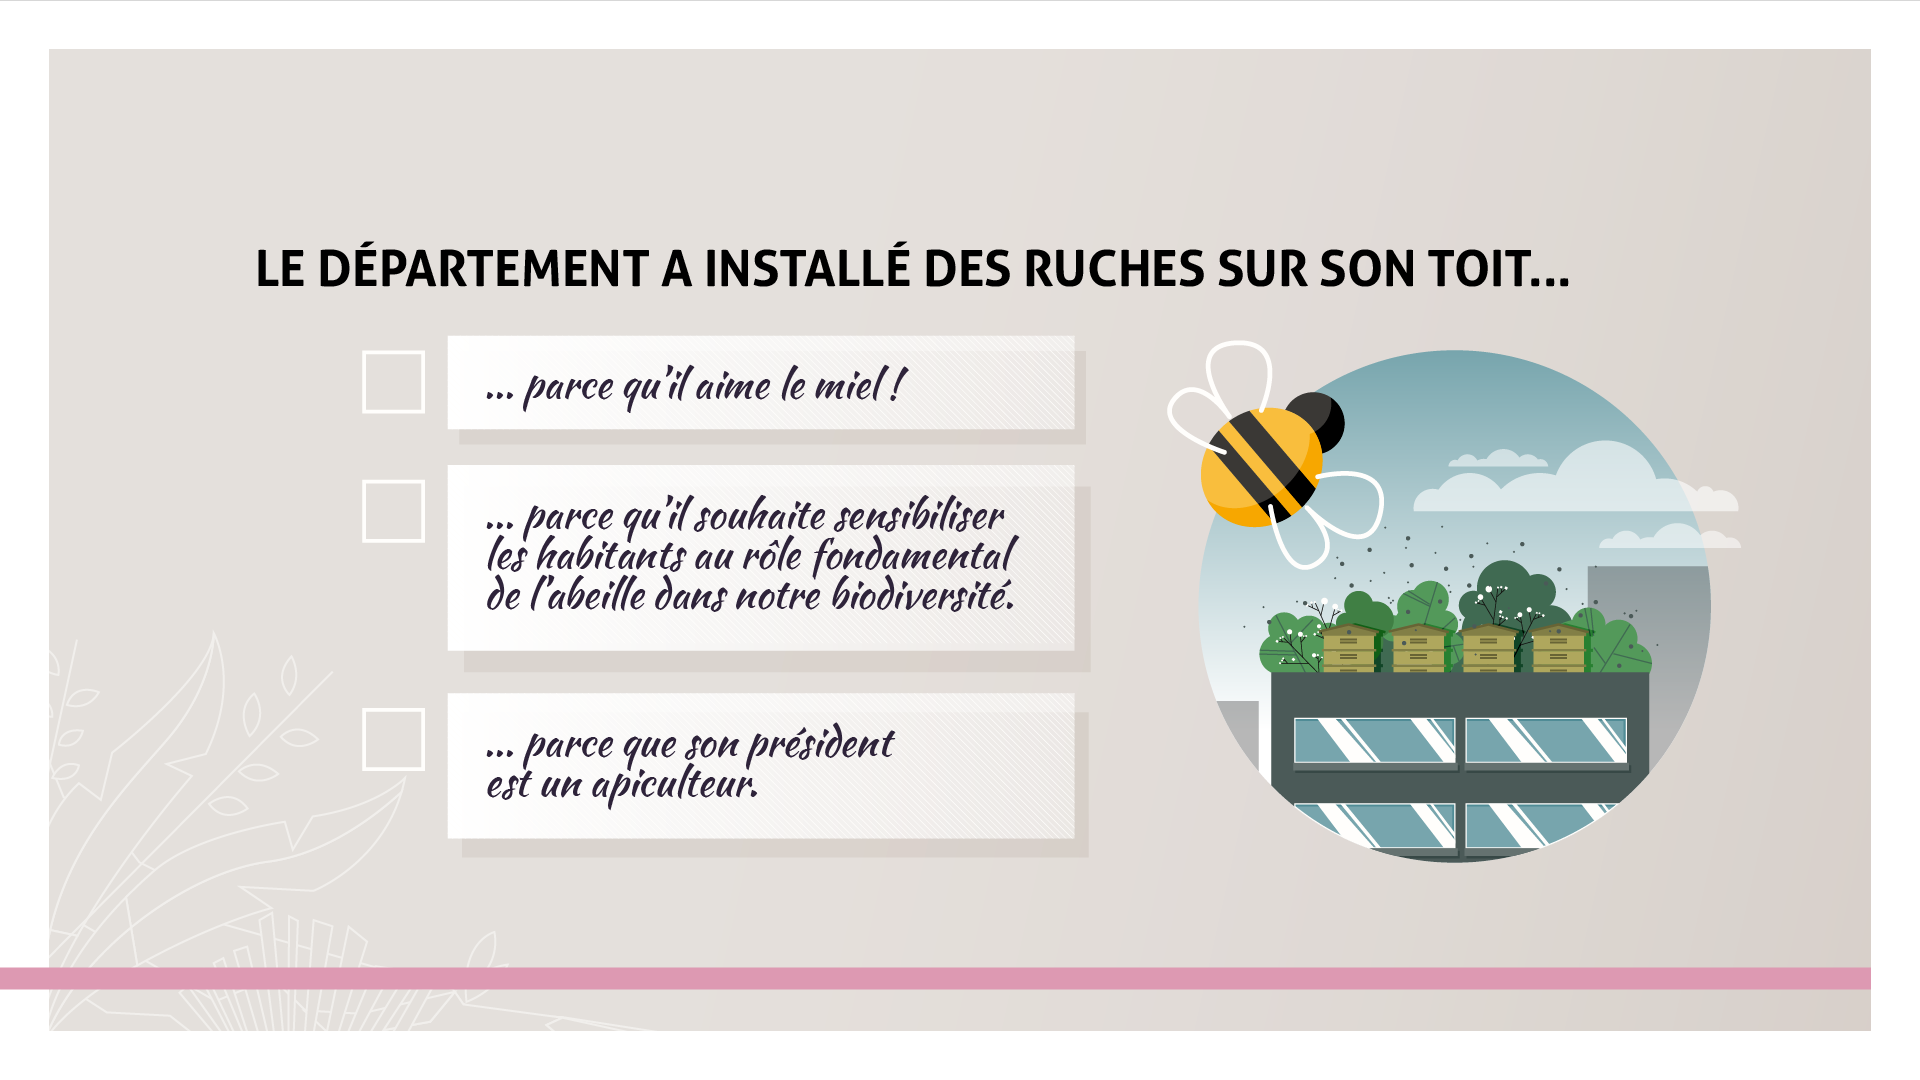 LE DÉPARTEMENT A INSTALLÉ DES RUCHES SUR SON TOIT...
... parce qu'il aime le miel !
... parce qu'il souhaite sensibiliser
les habitants au rôle fondamental
de l'abeille dans notre biodiversité.
... parce que son président
est un apiculteur.